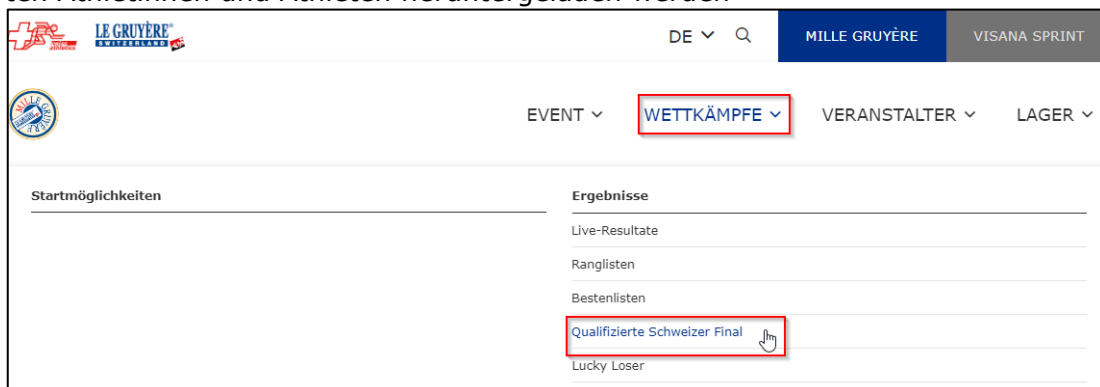 ten Athletinnen und Athleten heruntergeladen werden
LE GRUYÈRE®
SWITZERLAND
DE
MILLE GRUYÈRE
VISANA SPRINT
EVENT
WETTKÄMPFE
VERANSTALTER
LAGER
Startmöglichkeiten
Ergebnisse
Live-Resultate
Ranglisten
Bestenlisten
Qualifizierte Schweizer Final
Lucky Loser